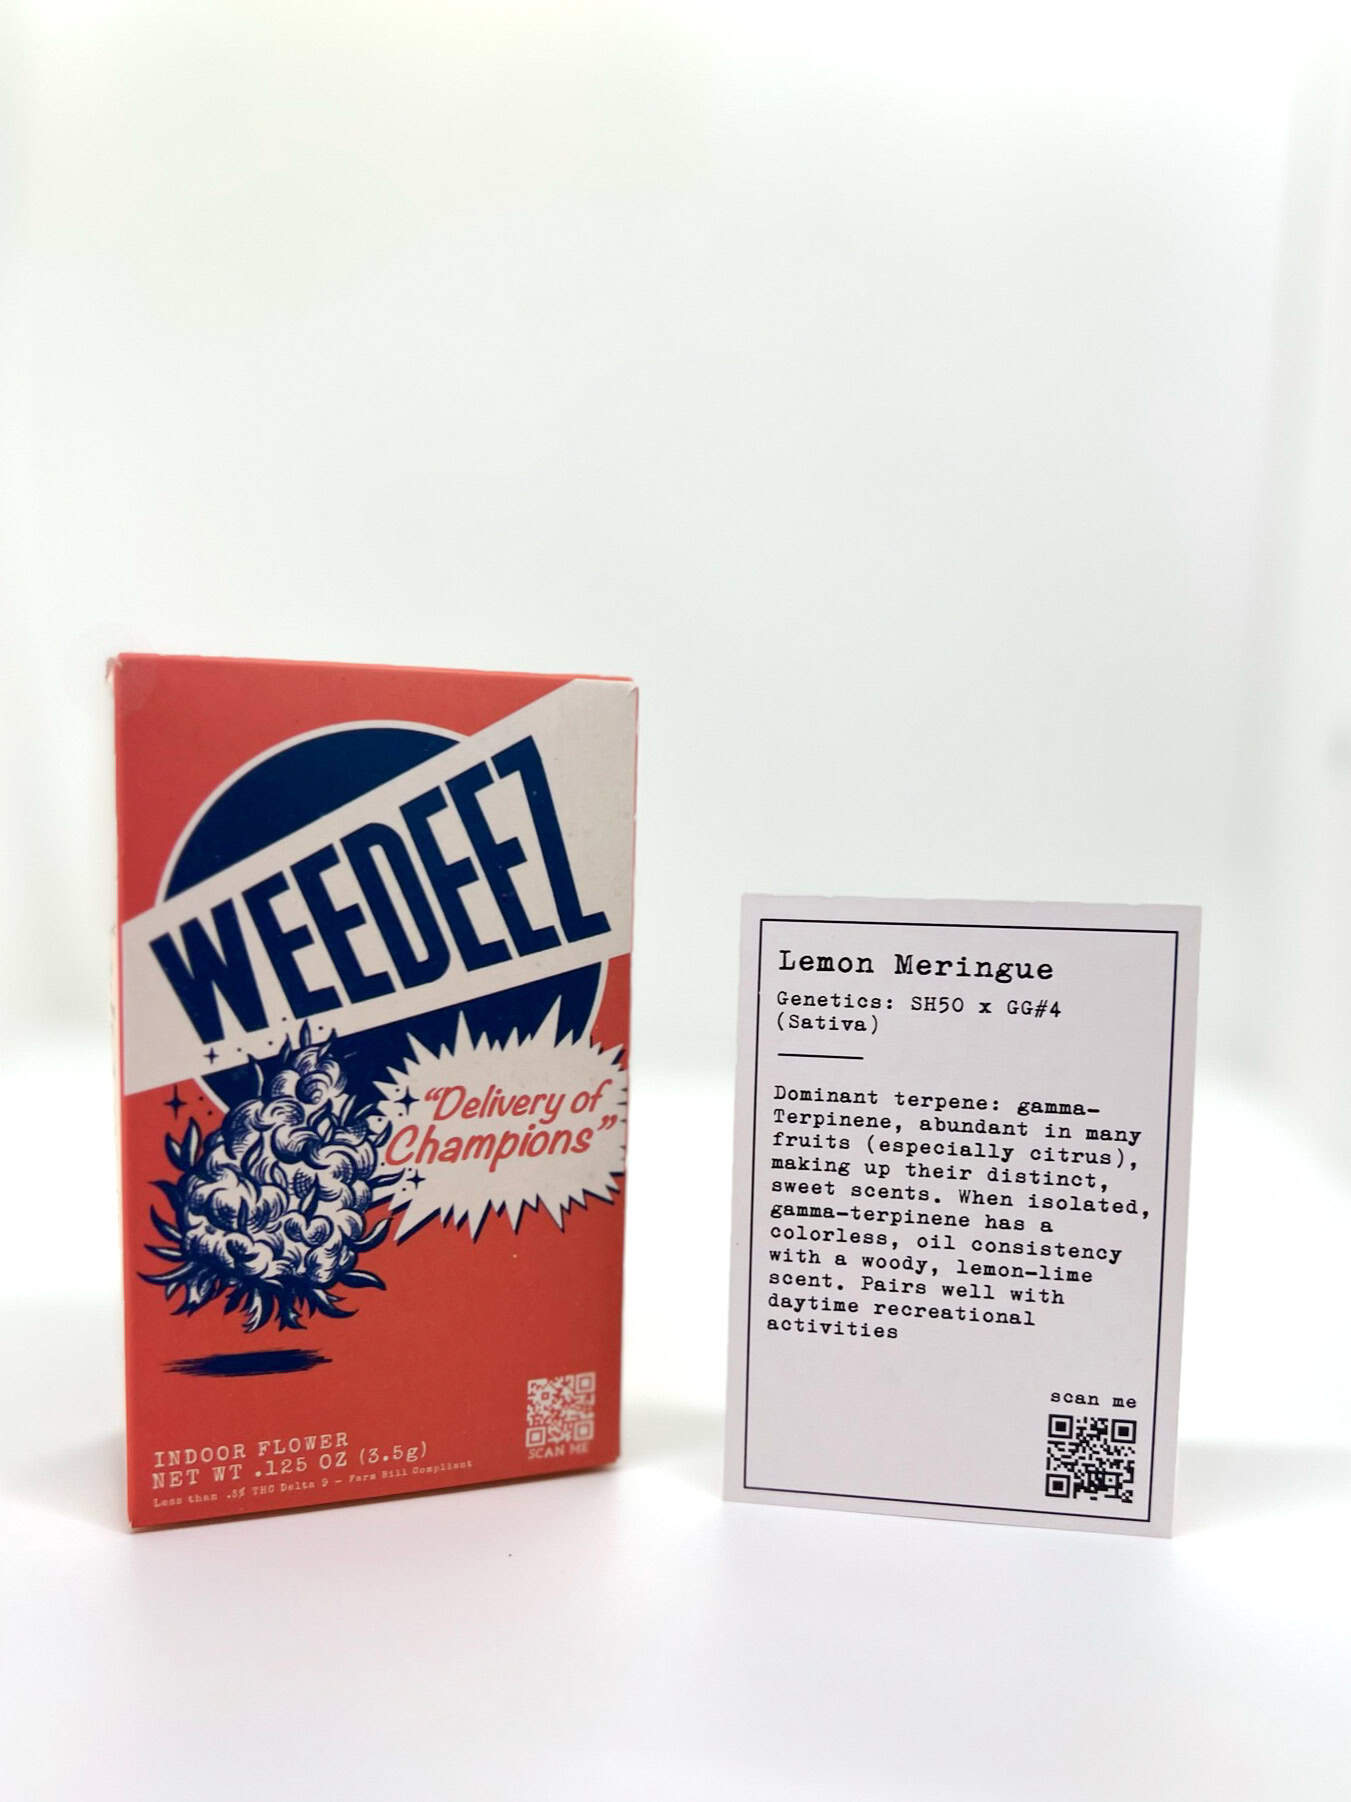 WEEDEEZ
"Delivery of
Champions"
SCAN ME
INDOOR FLOWER
NET WT .125 OZ (3.5g)
Less than .3% THC Delta 9 - Farm Bill Compliant
Lemon Meringue
Genetics: SH50 x GG#4
(Sativa)
Dominant terpene: gamma-
Terpinene, abundant in many
fruits (especially citrus),
making up their distinct,
sweet scents. When isolated,
gamma-terpinene has a
colorless, oil consistency
with a woody, lemon-lime
scent. Pairs well with
daytime recreational
activities
scan me